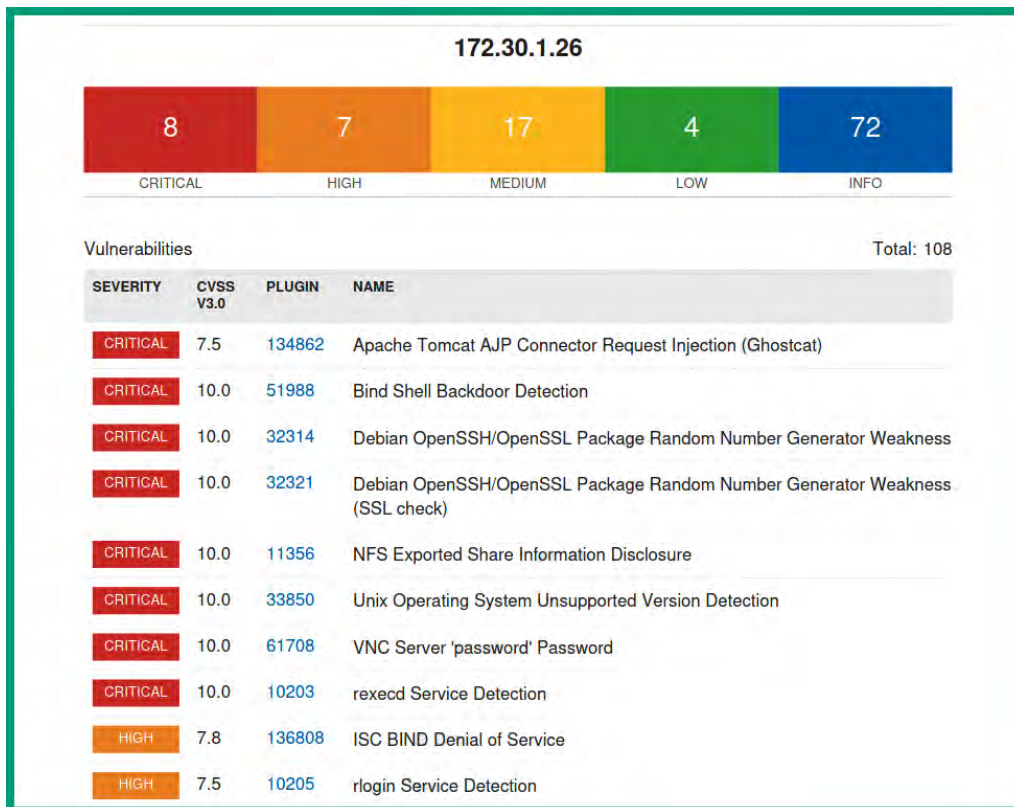 172.30.1.26
8 7 17 4 72
CRITICAL HIGH MEDIUM LOW INFO
Vulnerabilities Total: 108
SEVERITY CVSS V3.0 PLUGIN NAME
CRITICAL 7.5 134862 Apache Tomcat AJP Connector Request Injection (Ghostcat)
CRITICAL 10.0 51988 Bind Shell Backdoor Detection
CRITICAL 10.0 32314 Debian OpenSSH/OpenSSL Package Random Number Generator Weakness
CRITICAL 10.0 32321 Debian OpenSSH/OpenSSL Package Random Number Generator Weakness
(SSL check)
CRITICAL 10.0 11356 NFS Exported Share Information Disclosure
CRITICAL 10.0 33850 Unix Operating System Unsupported Version Detection
CRITICAL 10.0 61708 VNC Server 'password' Password
CRITICAL 10.0 10203 rexecd Service Detection
HIGH 7.8 136808 ISC BIND Denial of Service
HIGH 7.5 10205 rlogin Service Detection